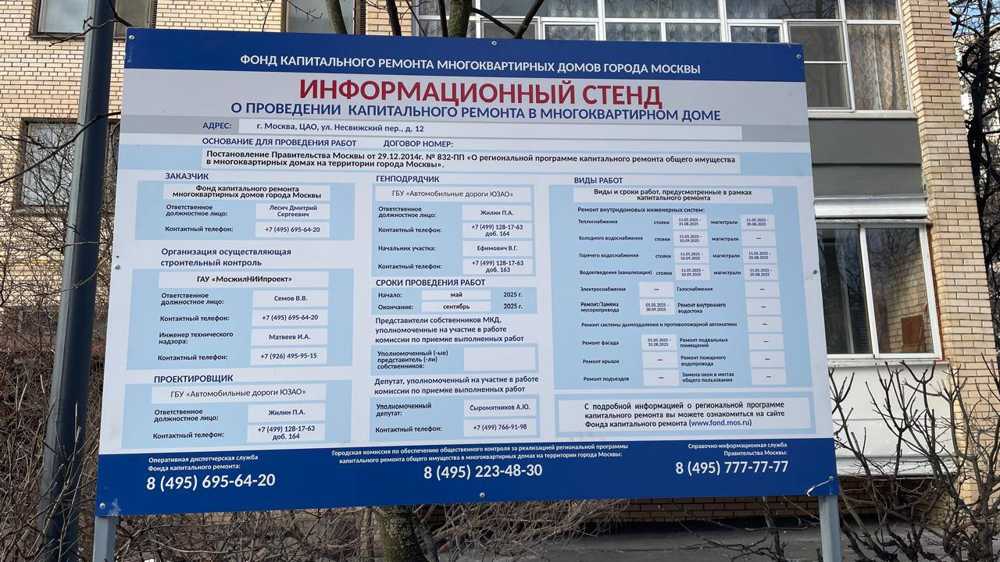 ФОНД КАПИТАЛЬНОГО РЕМОНТА МНОГОКВАРТИРНЫХ ДОМОВ ГОРОДА МОСКВЫ
ИНФОРМАЦИОННЫЙ СТЕНД
О ПРОВЕДЕНИИ КАПИТАЛЬНОГО РЕМОНТА В МНОГОКВАРТИРНОМ ДОМЕ
АДРЕС: г. Москва, ЦАО, ул. Несвижский пер., д. 12
ОСНОВАНИЕ ДЛЯ ПРОВЕДЕНИЯ РАБОТ ДОГОВОР НОМЕР:
Постановление Правительства Москвы от 29.12.2014г. № 832-ПП «О региональной программе капитального ремонта общего имущества
в многоквартирных домах на территории города Москвы».
ЗАКАЗЧИК
Фонд капитального ремонта
многоквартирных домов города Москвы
Ответственное
должностное лицо:
Лесич Дмитрий
Сергеевич
Контактный телефон: +7 (495) 695-64-20
Организация осуществляющая
строительный контроль
ГАУ «МосжилНИИпроект»
Ответственное
должностное лицо:
Семов В.В.
Контактный телефон: +7 (495) 695-64-20
Инженер технического
надзора:
Матвеев И.А.
Контактный телефон: +7 (926) 495-95-15
ПРОЕКТИРОВЩИК
ГБУ «Автомобильные дороги ЮЗАО»
Ответственное
должностное лицо:
Жилин П.А.
Контактный телефон:
+7 (499) 128-17-63
доб. 164
ГЕНПОДРЯДЧИК
ГБУ «Автомобильные дороги ЮЗАО»
Ответственное
должностное лицо:
Жилин П.А.
Контактный телефон:
+7 (499) 128-17-63
доб. 164
Начальник участка: Ефимович В.Г.
Контактный телефон:
+7 (499) 128-17-63
доб. 163
СРОКИ ПРОВЕДЕНИЯ РАБОТ
Начало: май 2025 г.
Окончание: сентябрь 2025 г.
Представители собственников МКД,
уполномоченные на участие в работе
комиссии по приемке выполненных работ
Уполномоченный (-ые)
представитель (-ли)
собственников:
Депутат, уполномоченный на участие в работе
комиссии по приемке выполненных работ
Уполномоченный
депутат:
Сыромятников А.Ю.
Контактный телефон: +7 (499) 766-91-98
ВИДЫ РАБОТ
Виды и сроки работ, предусмотренные в рамках
капитального ремонта
Ремонт внутридомовых инженерных систем:
Теплоснабжения стояки 11.05.2025 – 31.08.2025 магистрали 11.05.2025 – 20.08.2025
Холодного водоснабжения стояки 11.05.2025 – 10.09.2025 магистрали —
Горячего водоснабжения стояки 11.05.2025 – 10.09.2025 магистрали 11.05.2025 – 20.08.2025
Водоотведения (канализации) стояки 11.05.2025 – 10.09.2025 магистрали 11.05.2025 – 20.08.2025
Электроснабжения — Газоснабжения —
Ремонт/Замена
мусоропровода
01.05.2025 –
30.09.2025
Ремонт внутреннего
водостока
—
Ремонт системы дымоудаления и противопожарной автоматики —
Ремонт фасада
01.05.2025 –
31.08.2025
Ремонт подвальных
помещений
—
Ремонт крыши —
Ремонт пожарного
водопровода
—
Ремонт подъездов —
Замена окон в местах
общего пользования
—
С подробной информацией о региональной программе
капитального ремонта вы можете ознакомиться на сайте
Фонда капитального ремонта (www.fond.mos.ru)
Оперативная диспетчерская служба
Фонда капитального ремонта:
8 (495) 695-64-20
Городская комиссия по обеспечению общественного контроля за реализацией региональной программы
капитального ремонта общего имущества в многоквартирных домах на территории города Москвы:
8 (495) 223-48-30
Справочно-информационная служба
Правительства Москвы:
8 (495) 777-77-77